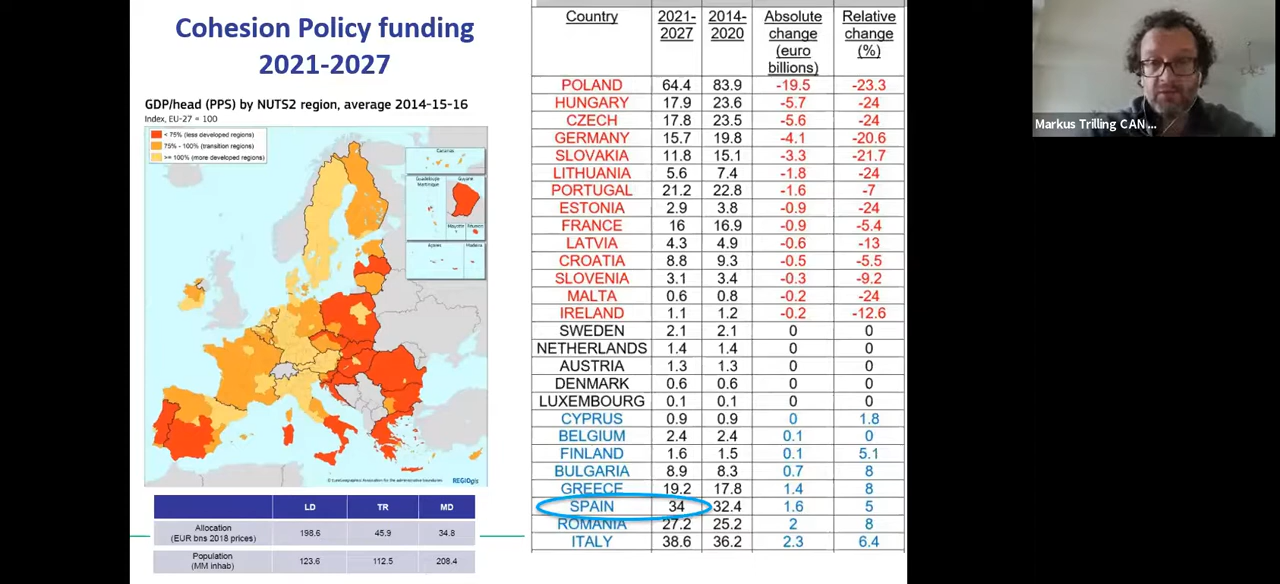 Cohesion Policy funding
2021-2027
GDP/head (PPS) by NUTS2 region, average 2014-15-16
Index, EU-27 = 100
< 75% (less developed regions)
75% - 100% (transition regions)
>= 100% (more developed regions)
Canarias
Guadeloupe
Martinique
Guyane
Mayotte
Réunion
Açores
Madeira
REGIOgis
LD TR MD
Allocation
(EUR bns 2018 prices) 198.6 45.9 34.8
Population
(MM inhab) 123.6 112.5 208.4
Country 2021-2027 2014-2020 Absolute change (euro billions) Relative change (%)
POLAND 64.4 83.9 -19.5 -23.3
HUNGARY 17.9 23.6 -5.7 -24
CZECH 17.8 23.5 -5.6 -24
GERMANY 15.7 19.8 -4.1 -20.6
SLOVAKIA 11.8 15.1 -3.3 -21.7
LITHUANIA 5.6 7.4 -1.8 -24
PORTUGAL 21.2 22.8 -1.6 -7
ESTONIA 2.9 3.8 -0.9 -24
FRANCE 16 16.9 -0.9 -5.4
LATVIA 4.3 4.9 -0.6 -13
CROATIA 8.8 9.3 -0.5 -5.5
SLOVENIA 3.1 3.4 -0.3 -9.2
MALTA 0.6 0.8 -0.2 -24
IRELAND 1.1 1.2 -0.2 -12.6
SWEDEN 2.1 2.1 0 0
NETHERLANDS 1.4 1.4 0 0
AUSTRIA 1.3 1.3 0 0
DENMARK 0.6 0.6 0 0
LUXEMBOURG 0.1 0.1 0 0
CYPRUS 0.9 0.9 0 1.8
BELGIUM 2.4 2.4 0.1 0
FINLAND 1.6 1.5 0.1 5.1
BULGARIA 8.9 8.3 0.7 8
GREECE 19.2 17.8 1.4 8
SPAIN 34 32.4 1.6 5
ROMANIA 27.2 25.2 2 8
ITALY 38.6 36.2 2.3 6.4
Markus Trilling CAN ...